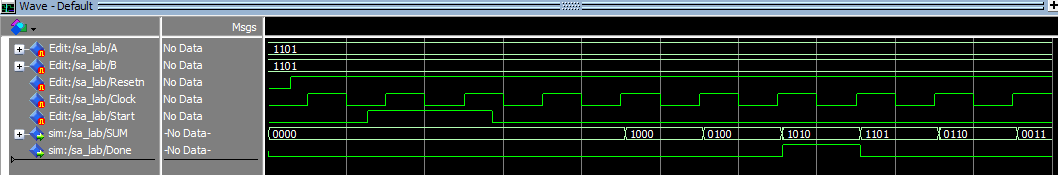 Wave - Default
Msgs
Edit:/sa_lab/A No Data 1101
Edit:/sa_lab/B No Data 1101
Edit:/sa_lab/Resetn No Data
Edit:/sa_lab/Clock No Data
Edit:/sa_lab/Start No Data
sim:/sa_lab/SUM -No Data- 0000 1000 0100 1010 1101 0110 0011
sim:/sa_lab/Done -No Data-